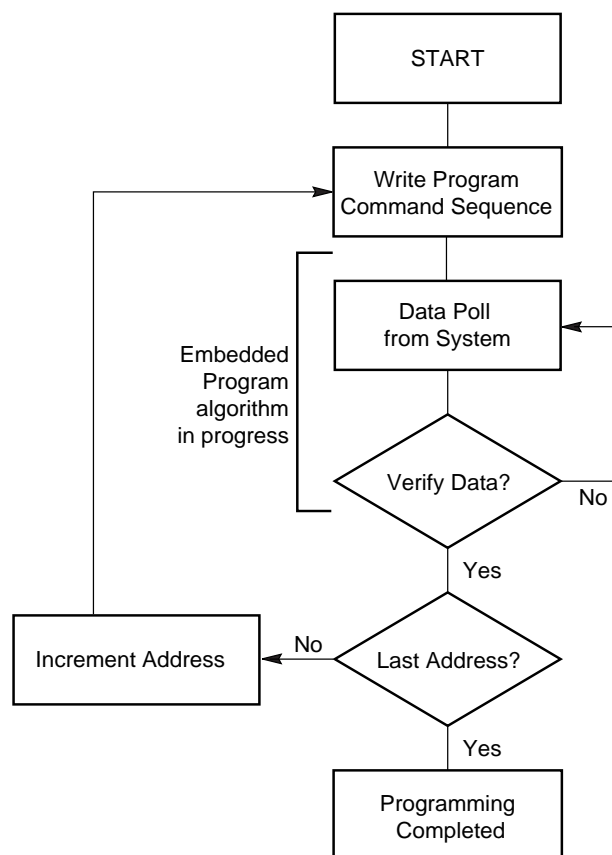 START
Write Program
Command Sequence
Data Poll
from System
Embedded
Program
algorithm
in progress
Verify Data?
No
Yes
Increment Address
No
Last Address?
Yes
Programming
Completed